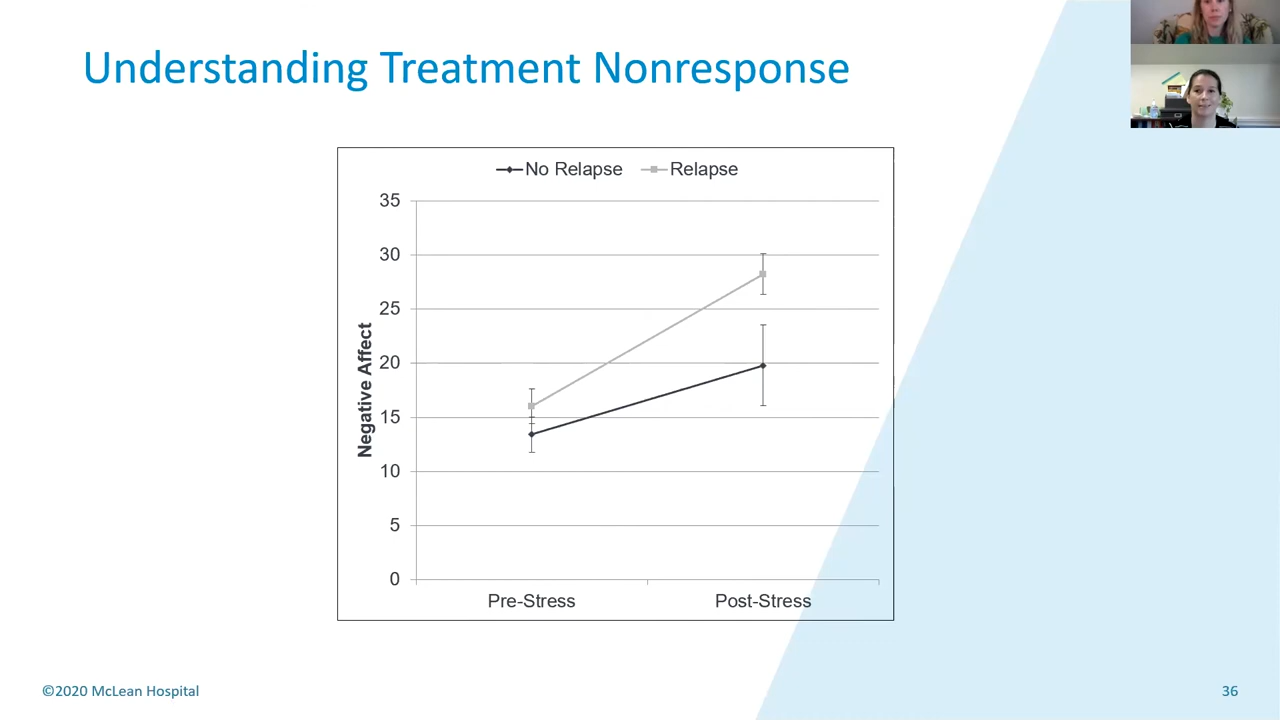 Understanding Treatment Nonresponse
No Relapse Relapse
35
30
25
20
15
10
5
0
Negative Affect
Pre-Stress Post-Stress
©2020 McLean Hospital
36